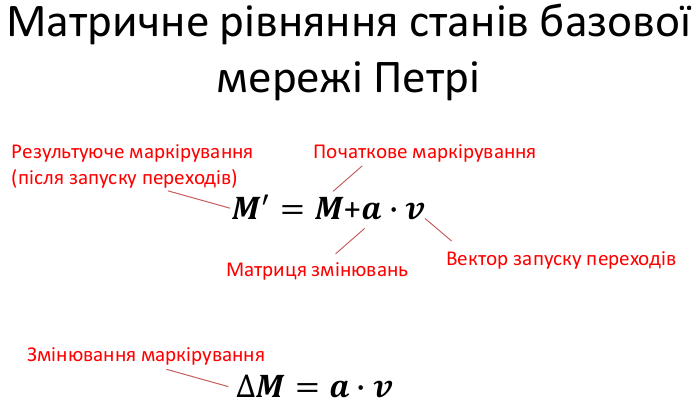 Матричне рівняння станів базової
мережі Петрі
Результуюче маркірування
(після запуску переходів)
Початкове маркірування
M′ = M+a · v
Матриця змінювань
Вектор запуску переходів
Змінювання маркірування
∆M = a · v